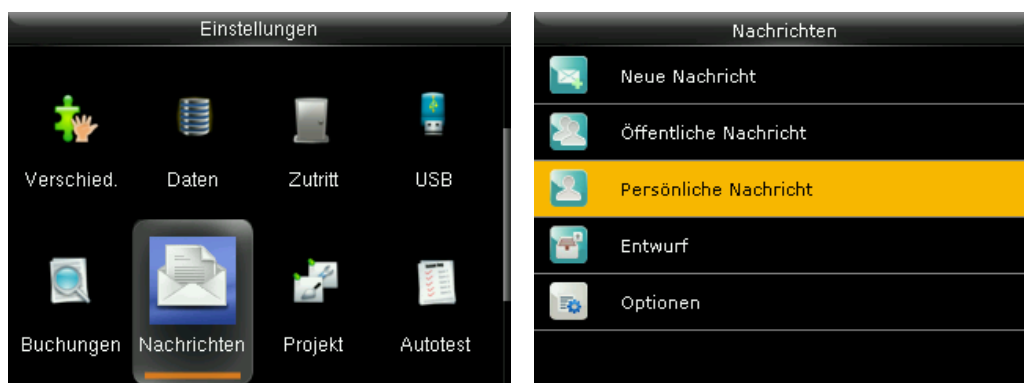 Einstellungen
Verschied. Daten Zutritt USB
Buchungen Nachrichten Projekt Autotest
Nachrichten
Neue Nachricht
Öffentliche Nachricht
Persönliche Nachricht
Entwurf
Optionen